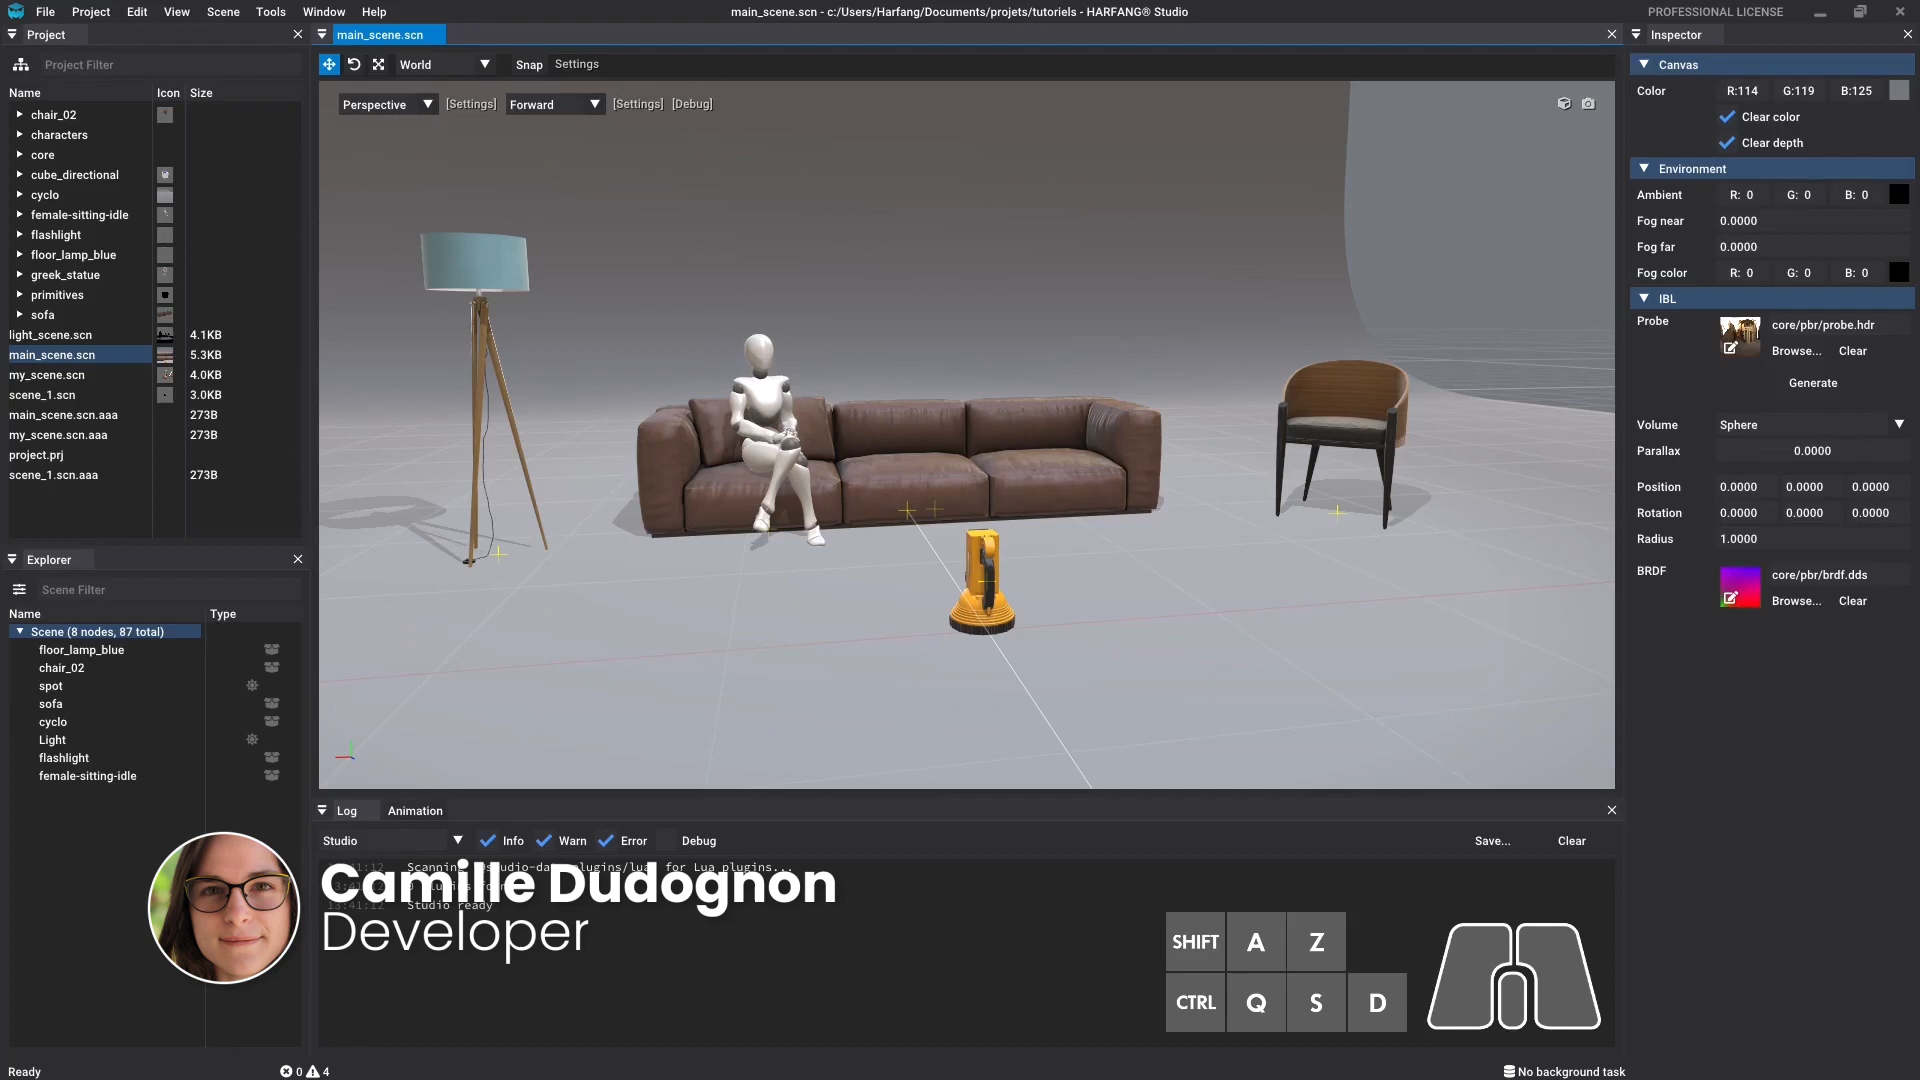 File Project Edit View Scene Tools Window Help
main_scene.scn - c:/Users/Harfang/Documents/projets/tutoriels - HARFANG® Studio
PROFESSIONAL LICENSE
Project
Project Filter
Name Icon Size
chair_02
characters
core
cube_directional
cyclo
female-sitting-idle
flashlight
floor_lamp_blue
greek_statue
primitives
sofa
light_scene.scn 4.1KB
main_scene.scn 5.3KB
my_scene.scn 4.0KB
scene_1.scn 3.0KB
main_scene.scn.aaa 273B
my_scene.scn.aaa 273B
project.prj
scene_1.scn.aaa 273B
Explorer
Scene Filter
Name Type
Scene (8 nodes, 87 total)
floor_lamp_blue
chair_02
spot
sofa
cyclo
Light
flashlight
female-sitting-idle
main_scene.scn
World Snap Settings
Perspective [Settings] Forward [Settings] [Debug]
Log Animation
Studio Info Warn Error Debug Save... Clear
for Lua plugins...
Camille Dudognon
Studio ready
Developer
SHIFT A Z
CTRL Q S D
Inspector
Canvas
Color R:114 G:119 B:125
Clear color
Clear depth
Environment
Ambient R: 0 G: 0 B: 0
Fog near 0.0000
Fog far 0.0000
Fog color R: 0 G: 0 B: 0
IBL
Probe core/pbr/probe.hdr
Browse... Clear
Generate
Volume Sphere
Parallax 0.0000
Position 0.0000 0.0000 0.0000
Rotation 0.0000 0.0000 0.0000
Radius 1.0000
BRDF core/pbr/brdf.dds
Browse... Clear
Ready 0 4 No background task